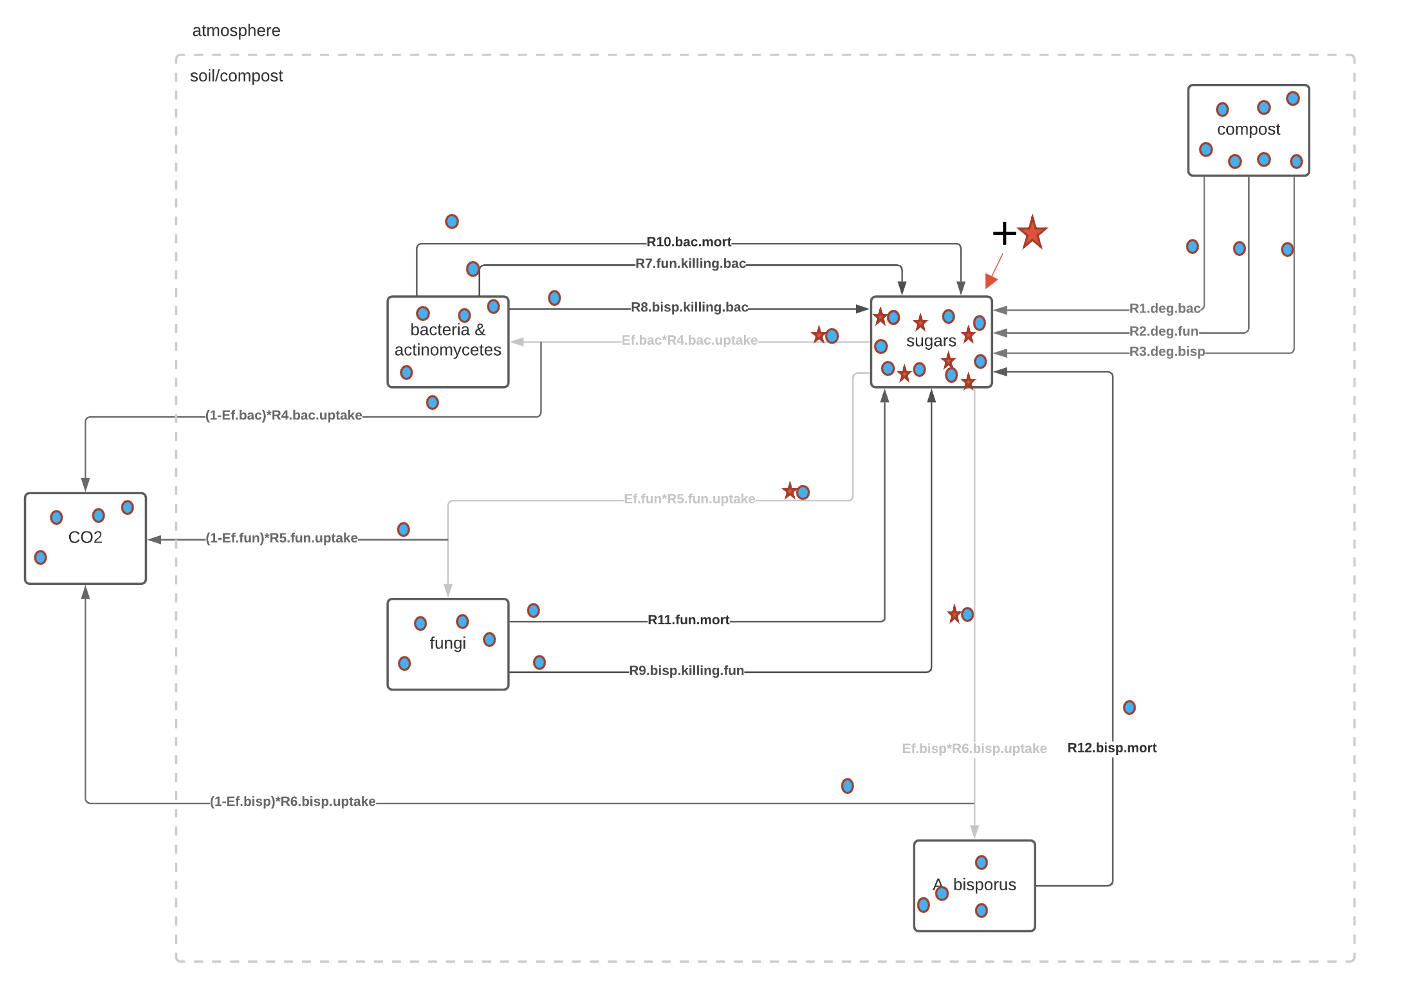 atmosphere
soil/compost
compost
R10.bac.mort
+
R7.fun.killing.bac
R8.bisp.killing.bac
R1.deg.bac
bacteria &
actinomycetes
Ef.bac*R4.bac.uptake
sugars
R2.deg.fun
R3.deg.bisp
(1-Ef.bac)*R4.bac.uptake
Ef.fun*R5.fun.uptake
CO2
(1-Ef.fun)*R5.fun.uptake
fungi
R11.fun.mort
R9.bisp.killing.fun
Ef.bisp*R6.bisp.uptake
R12.bisp.mort
(1-Ef.bisp)*R6.bisp.uptake
A. bisporus